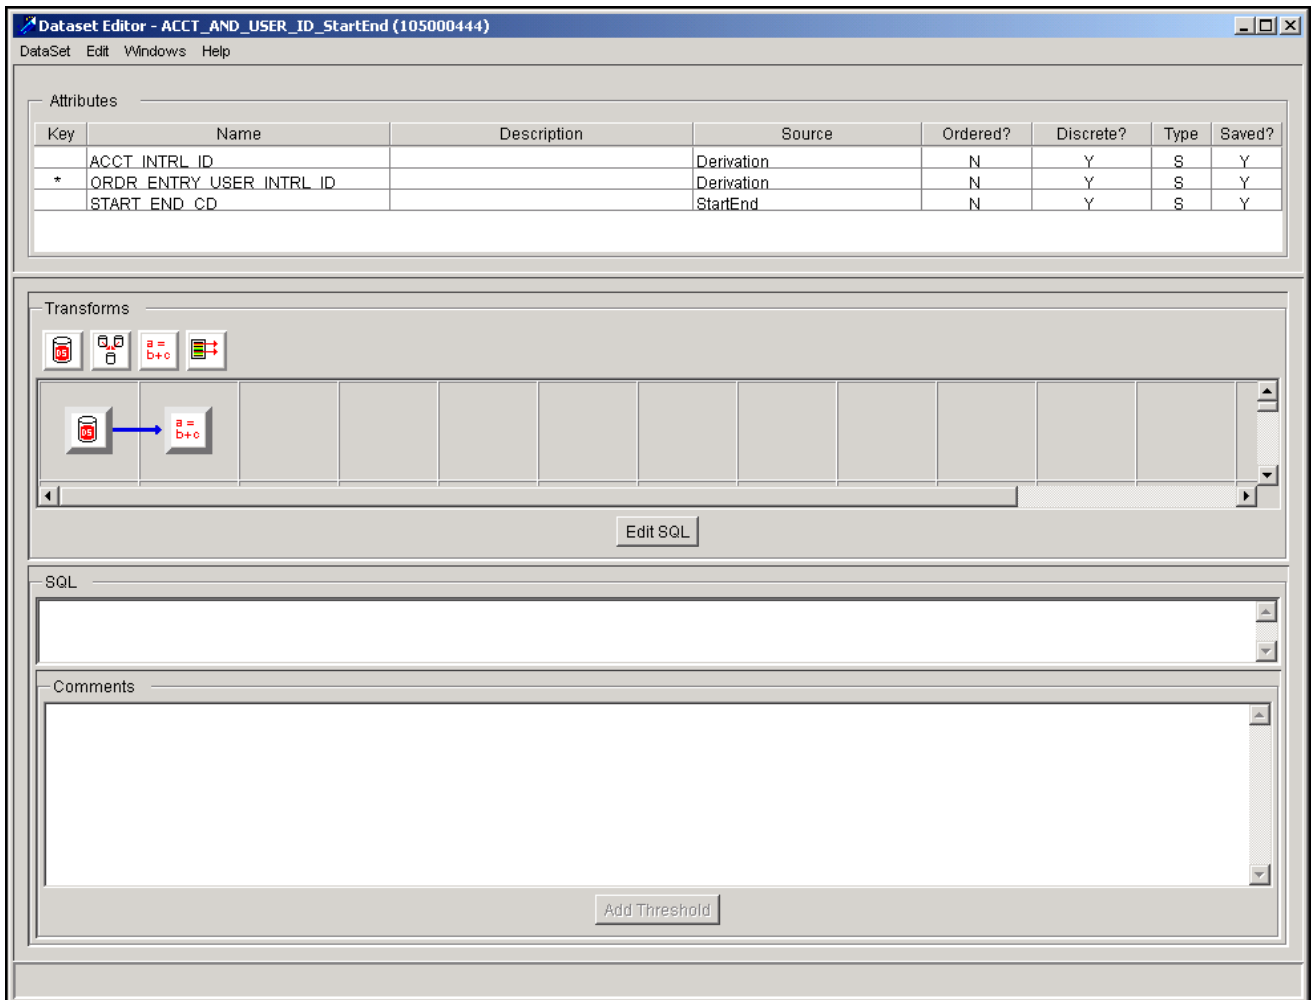 Dataset Editor - ACCT_AND_USER_ID_StartEnd (105000444)
DataSet Edit Windows Help
Attributes
Key Name Description Source Ordered? Discrete? Type Saved?
ACCT_INTRL_ID Derivation N Y S Y
* ORDR_ENTRY_USER_INTRL_ID Derivation N Y S Y
START_END_CD StartEnd N Y S Y
Transforms
DS a = b+c
DS a = b+c
Edit SQL
SQL
Comments
Add Threshold